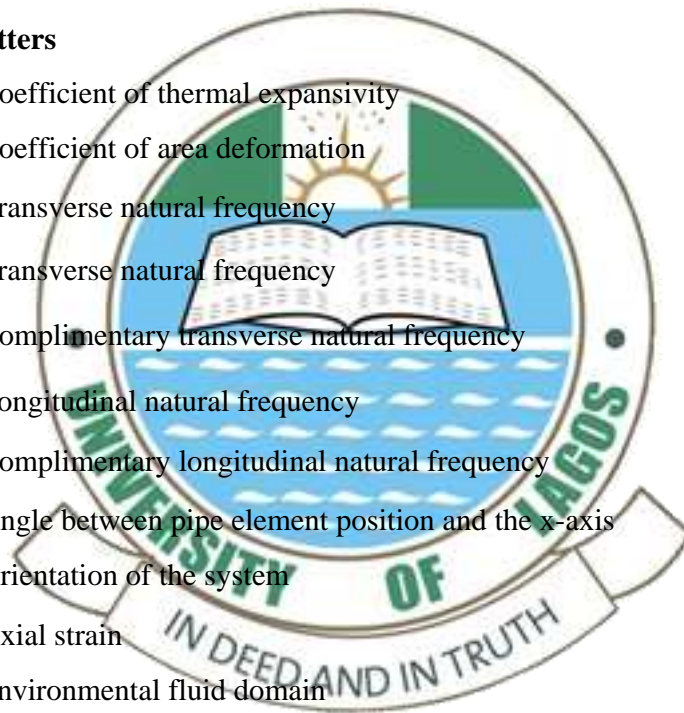 tters
oefficient of thermal expansivity
oefficient of area deformation
ransverse natural frequency
ransverse natural frequency
omplimentary transverse natural frequency
ongitudinal natural frequency
omplimentary longitudinal natural frequency
ngle between pipe element position and the x-axis
rientation of the system
xial strain
nvironmental fluid domain
UNIVERSITY OF LAGOS
IN DEED AND IN TRUTH